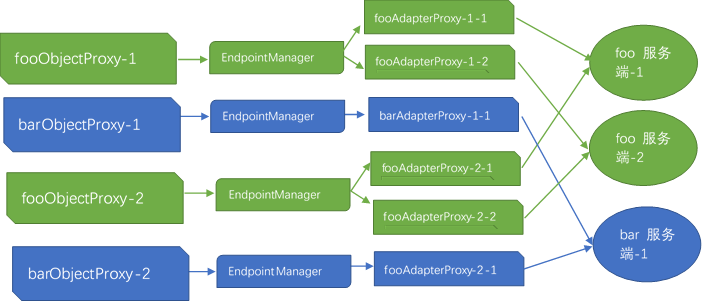 fooObjectProxy-1
EndpointManager
fooAdapterProxy-1-1
fooAdapterProxy-1-2
foo 服务
端-1
barObjectProxy-1
EndpointManager
barAdapterProxy-1-1
foo 服务
端-2
fooObjectProxy-2
EndpointManager
fooAdapterProxy-2-1
fooAdapterProxy-2-2
bar 服务
端-1
barObjectProxy-2
EndpointManager
fooAdapterProxy-2-1